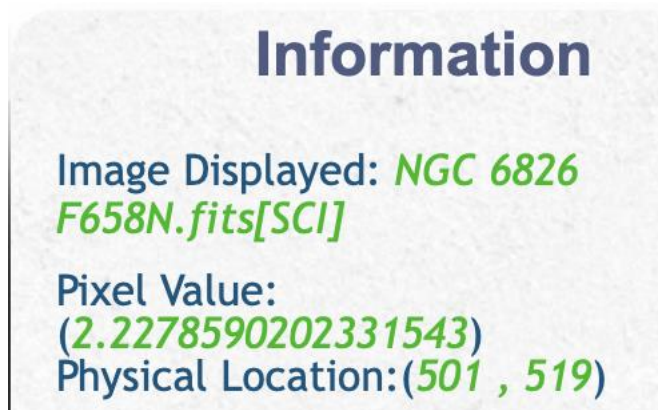 Information
Image Displayed: NGC 6826
F658N.fits[SCI]
Pixel Value:
(2.2278590202331543)
Physical Location:(501 , 519)